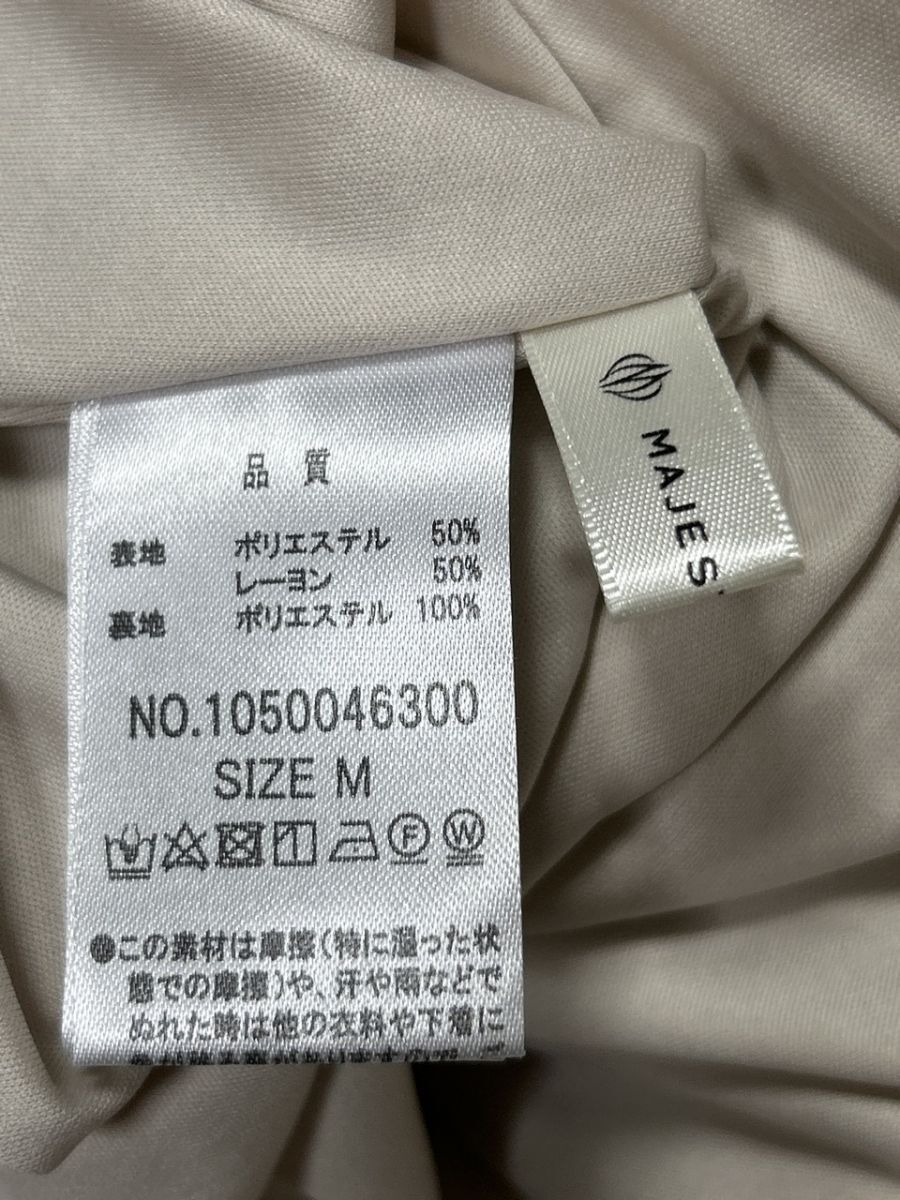 品 質
表地 ポリエステル 50%
レーヨン 50%
裏地 ポリエステル 100%
NO.1050046300
SIZE M
F W
●この素材は摩擦(特に湿った状
態での摩擦)や、汗や雨などで
ぬれた時は他の衣料や下着に
MAJES